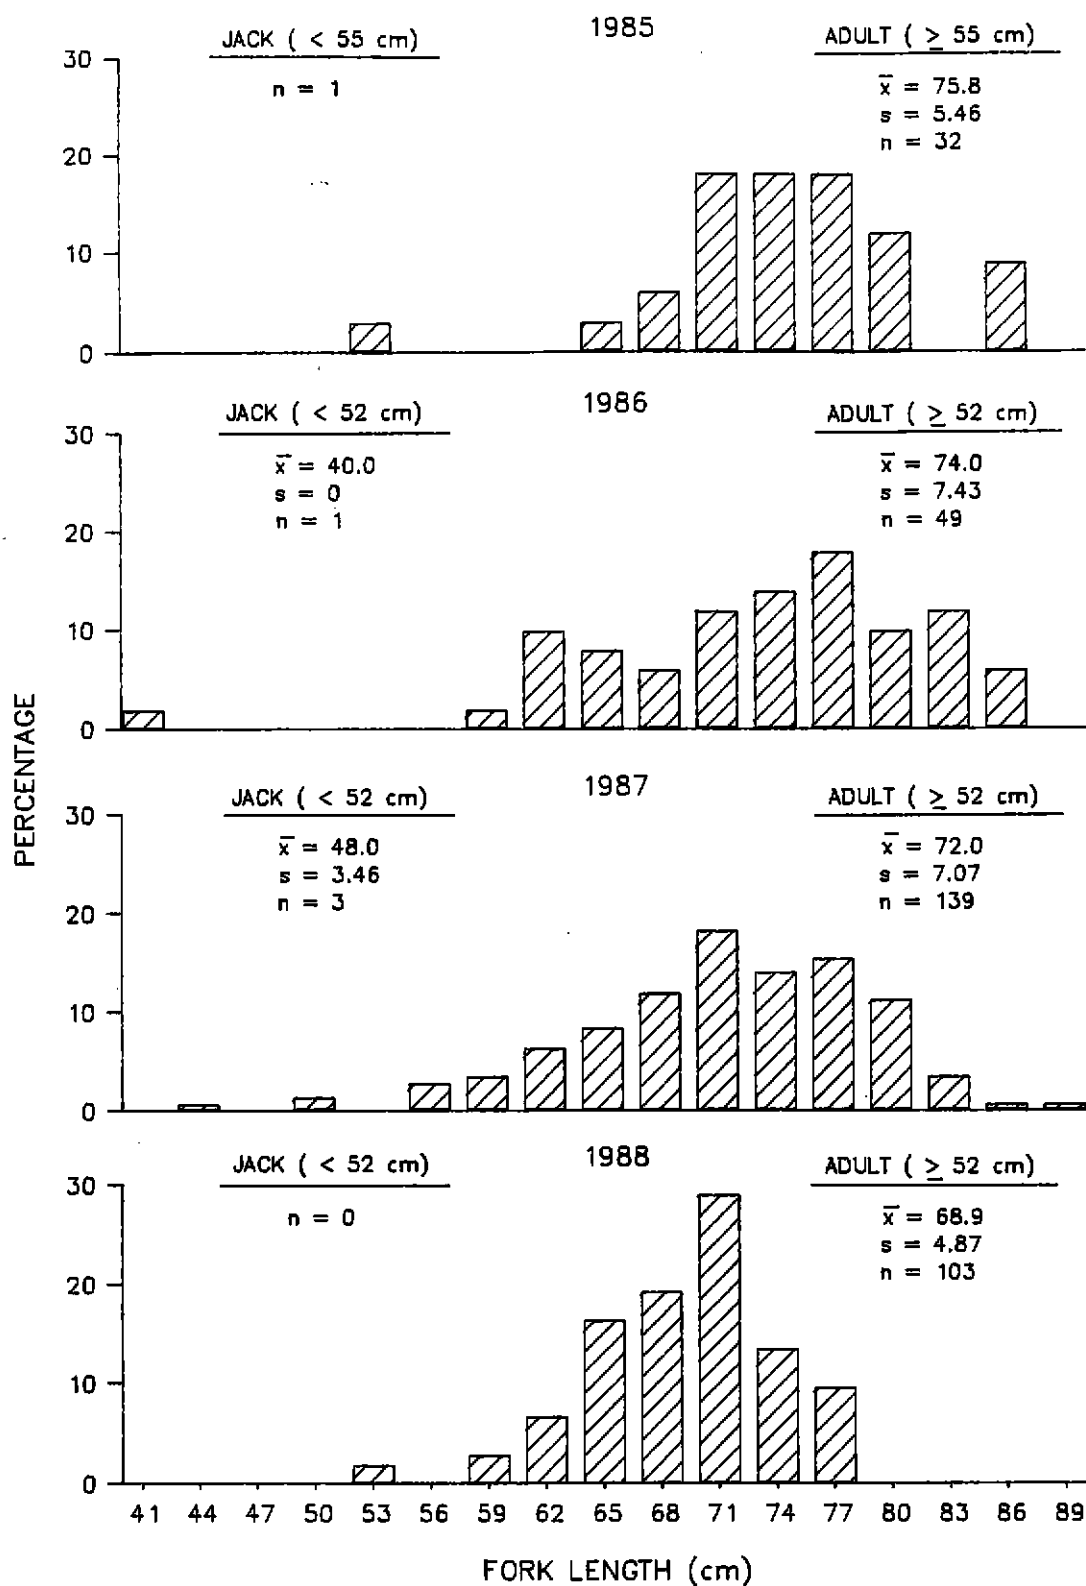 1985
JACK ( < 55 cm)
n = 1
ADULT ( ≥ 55 cm)
x̄ = 75.8
s = 5.46
n = 32
30
20
10
0
1986
JACK ( < 52 cm)
x̄ = 40.0
s = 0
n = 1
ADULT ( ≥ 52 cm)
x̄ = 74.0
s = 7.43
n = 49
30
20
10
0
PERCENTAGE
1987
JACK ( < 52 cm)
x̄ = 48.0
s = 3.46
n = 3
ADULT ( ≥ 52 cm)
x̄ = 72.0
s = 7.07
n = 139
30
20
10
0
1988
JACK ( < 52 cm)
n = 0
ADULT ( ≥ 52 cm)
x̄ = 68.9
s = 4.87
n = 103
30
20
10
0
41 44 47 50 53 56 59 62 65 68 71 74 77 80 83 86 89
FORK LENGTH (cm)